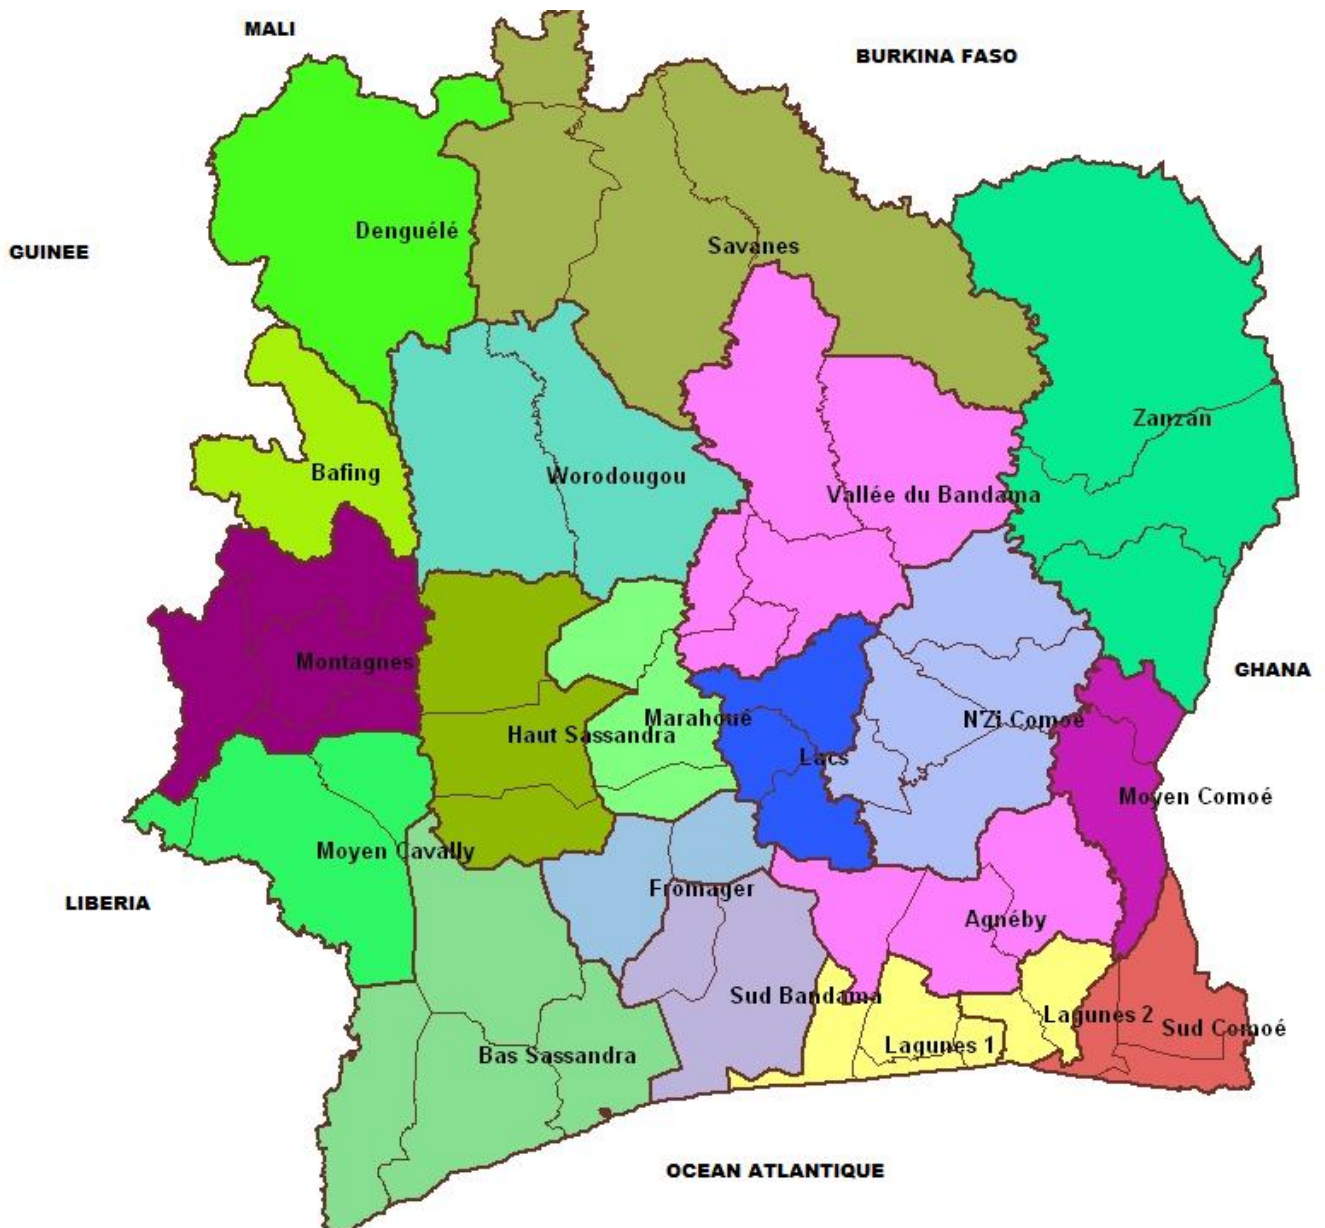 MALI
BURKINA FASO
Denguélé
Savanes
GUINEE
Zanzan
Bafing
Worodougou
Vallée du Bandama
Montagnes
GHANA
Haut Sassandra
Marahoué
N'Zi Comoé
Lacs
Moyen Comoé
Moyen Cavally
Fromager
LIBERIA
Agnéby
Sud Bandama
Lagunes 2
Sud Comoé
Lagunes 1
Bas Sassandra
OCEAN ATLANTIQUE